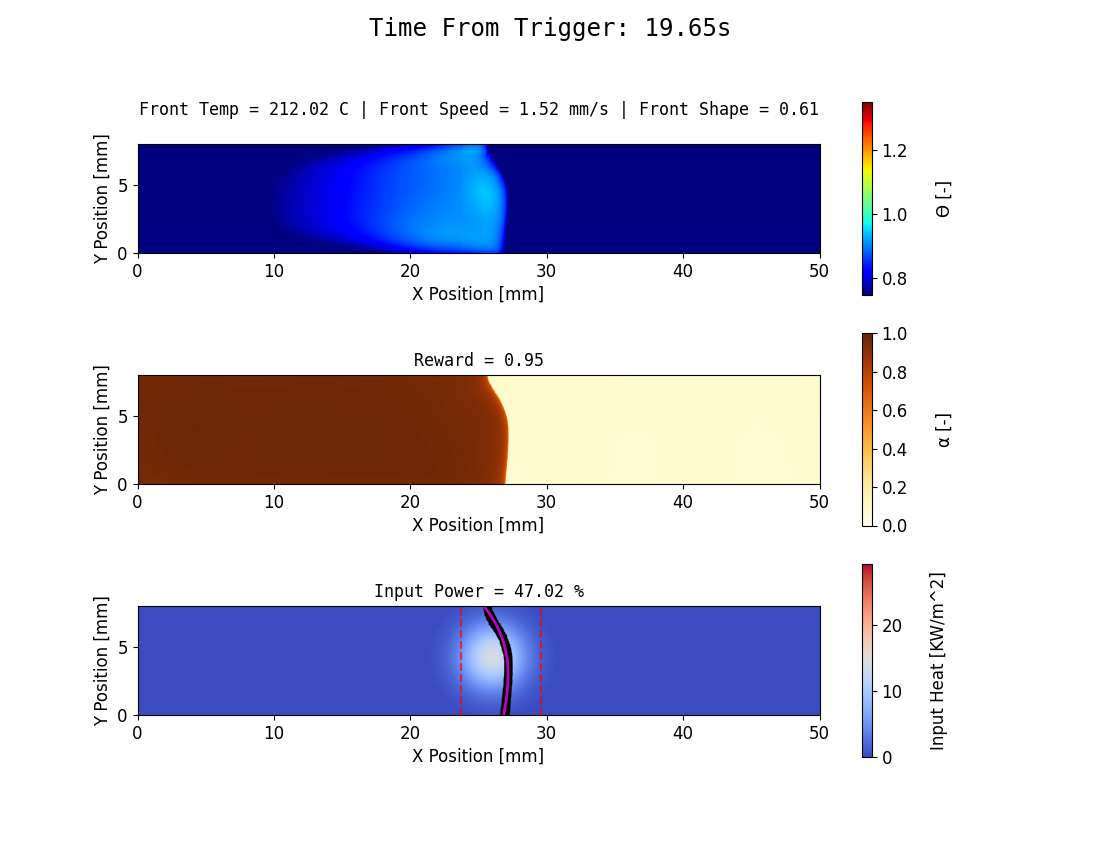 Time From Trigger: 19.65s
Front Temp = 212.02 C | Front Speed = 1.52 mm/s | Front Shape = 0.61
Y Position [mm]
5
0
0 10 20 30 40 50
X Position [mm]
1.2
1.0
0.8
Θ [-]
Reward = 0.95
Y Position [mm]
5
0
0 10 20 30 40 50
X Position [mm]
1.0
0.8
0.6
0.4
0.2
0.0
α [-]
Input Power = 47.02 %
Y Position [mm]
5
0
0 10 20 30 40 50
X Position [mm]
20
10
0
Input Heat [KW/m^2]